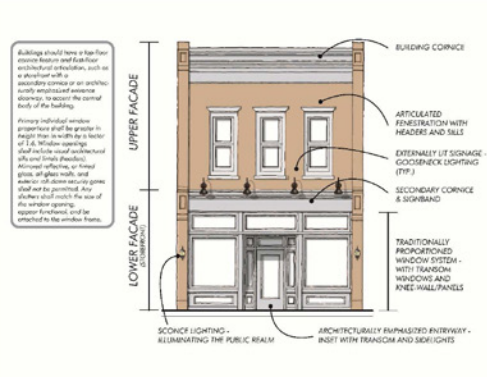 Buildings should have a top-floor
cornice feature and first-floor
architectural articulation, such as
a storefront with a
secondary cornice or an architec-
turally emphasized entrance
doorway, to accent the central
body of the building.
Primary individual window
proportions shall be greater in
height than in width by a factor
of 1.6. Window openings
shall include visual architectural
sills and lintels (headers).
Mirrored reflective, or tinted
glass, all-glass walls, and
exterior roll down security gates
shall not be permitted. Any
shutters shall match the size of
the window opening,
appear functional, and be
attached to the window frame.
UPPER FACADE
LOWER FACADE
(STOREFRONT)
BUILDING CORNICE
ARTICULATED
FENESTRATION WITH
HEADERS AND SILLS
EXTERNALLY LIT SIGNAGE -
GOOSENECK LIGHTING
(TYP.)
SECONDARY CORNICE
& SIGNBAND
TRADITIONALLY
PROPORTIONED
WINDOW SYSTEM -
WITH TRANSOM
WINDOWS AND
KNEE-WALL/PANELS
SCONCE LIGHTING -
ILLUMINATING THE PUBLIC REALM
ARCHITECTURALLY EMPHASIZED ENTRYWAY -
INSET WITH TRANSOM AND SIDELIGHTS